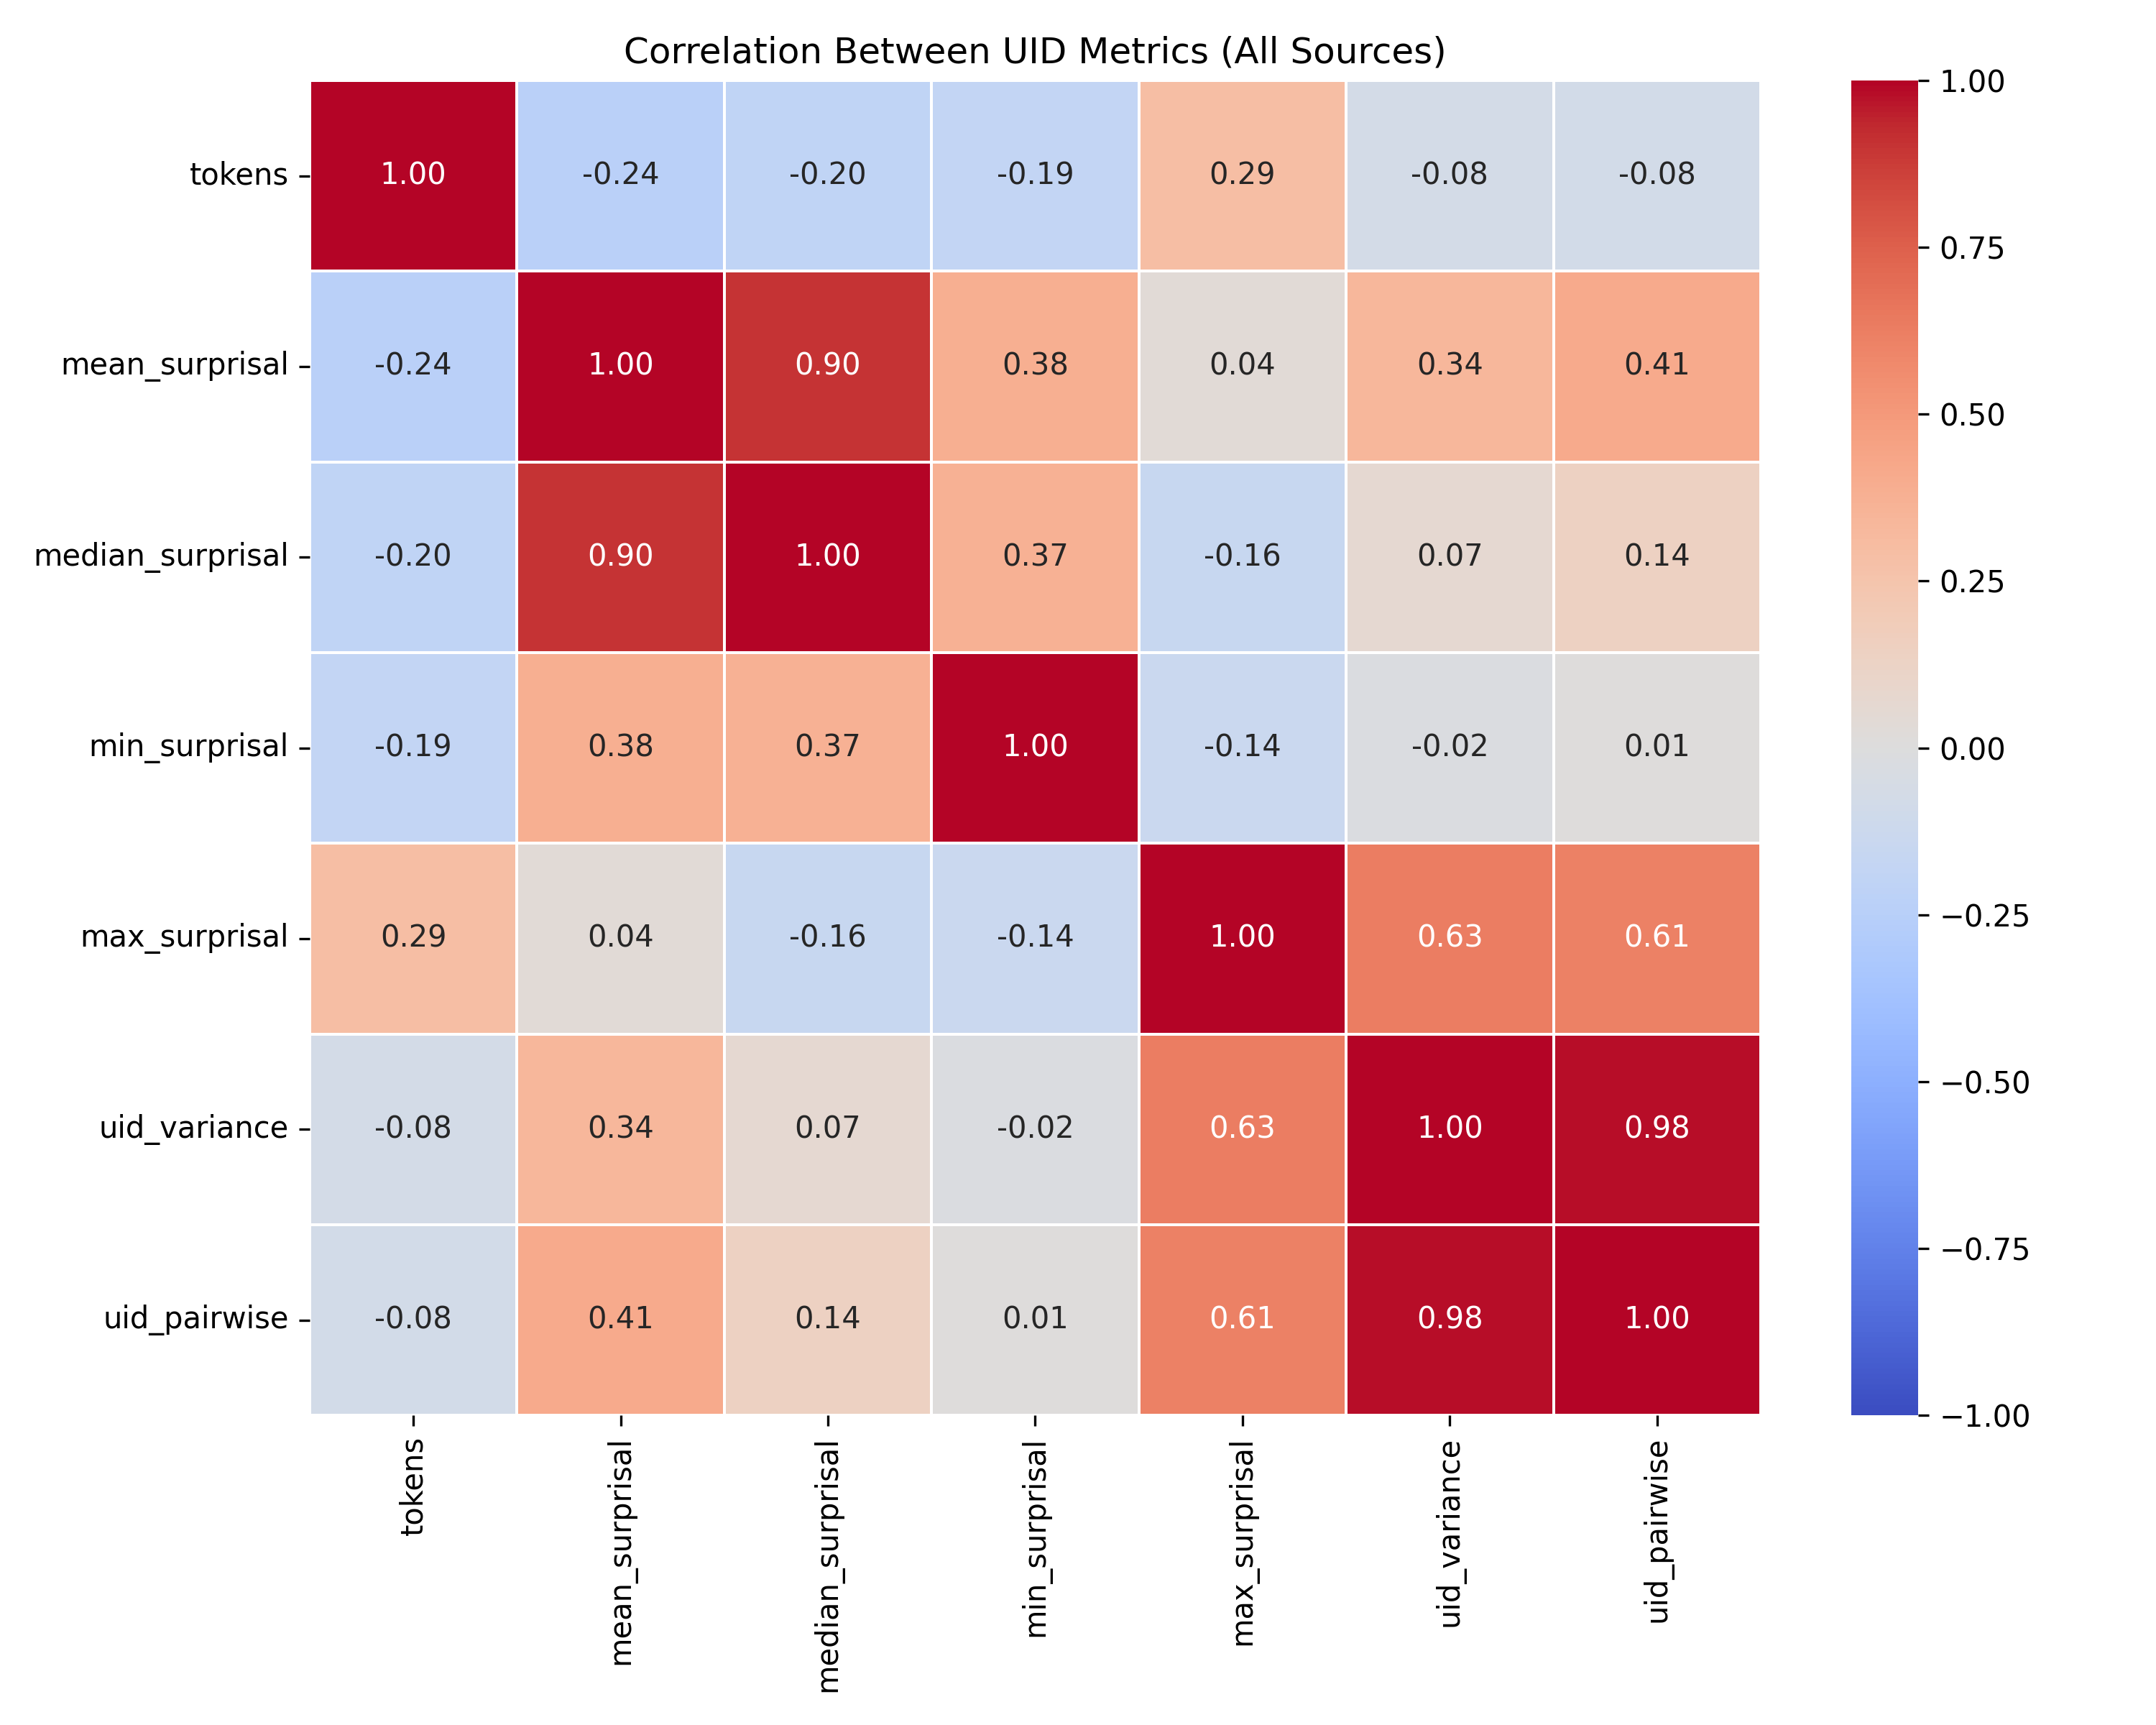 Correlation Between UID Metrics (All Sources)
tokens 1.00 -0.24 -0.20 -0.19 0.29 -0.08 -0.08
mean_surprisal -0.24 1.00 0.90 0.38 0.04 0.34 0.41
median_surprisal -0.20 0.90 1.00 0.37 -0.16 0.07 0.14
min_surprisal -0.19 0.38 0.37 1.00 -0.14 -0.02 0.01
max_surprisal 0.29 0.04 -0.16 -0.14 1.00 0.63 0.61
uid_variance -0.08 0.34 0.07 -0.02 0.63 1.00 0.98
uid_pairwise -0.08 0.41 0.14 0.01 0.61 0.98 1.00
tokens
mean_surprisal
median_surprisal
min_surprisal
max_surprisal
uid_variance
uid_pairwise
1.00
0.75
0.50
0.25
0.00
−0.25
−0.50
−0.75
−1.00